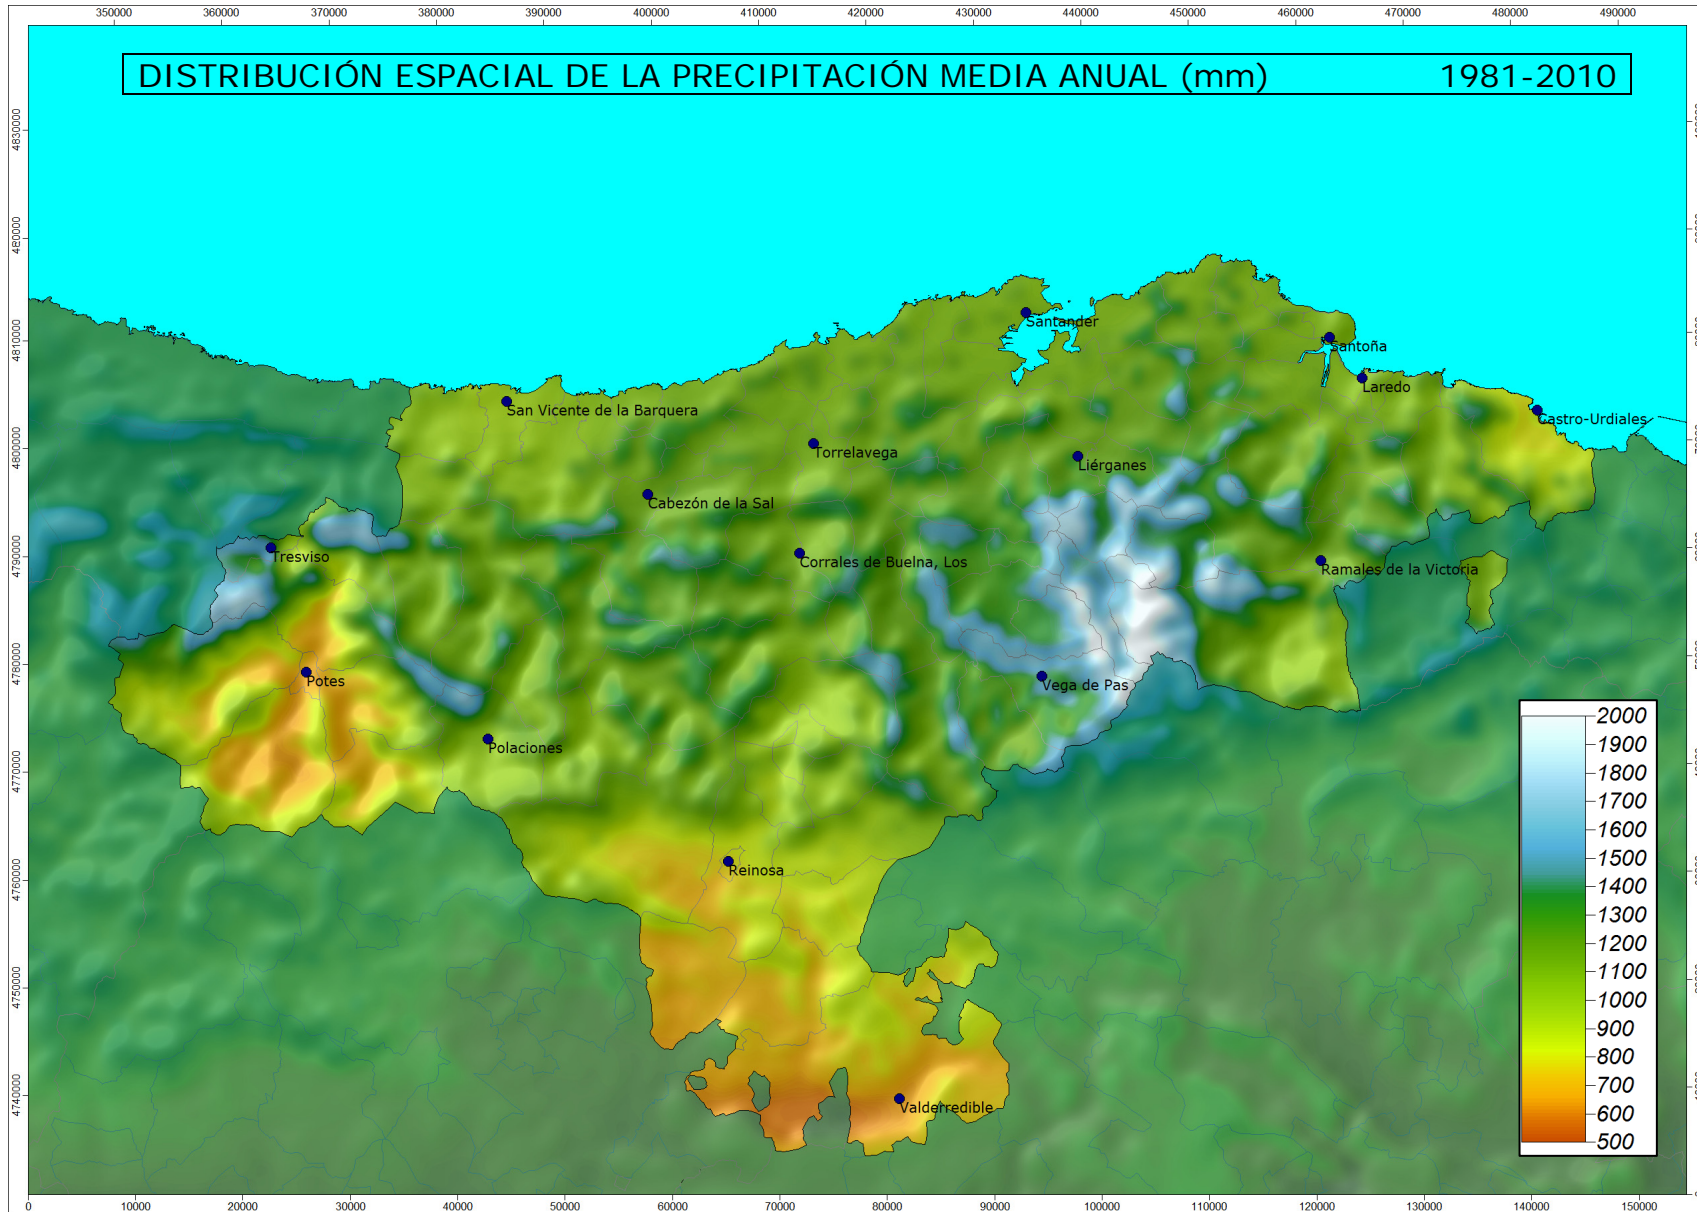 350000 360000 370000 380000 390000 400000 410000 420000 430000 440000 450000 460000 470000 480000 490000
DISTRIBUCIÓN ESPACIAL DE LA PRECIPITACIÓN MEDIA ANUAL (mm) 1981-2010
4830000
4820000
4810000
4800000
4790000
4780000
4770000
4760000
4750000
4740000
Santander
Santoña
Laredo
San Vicente de la Barquera
Castro-Urdiales
Torrelavega
Liérganes
Cabezón de la Sal
Tresviso
Corrales de Buelna, Los
Ramales de la Victoria
Potes
Vega de Pas
Polaciones
Reinosa
Valderredible
2000
1900
1800
1700
1600
1500
1400
1300
1200
1100
1000
900
800
700
600
500
0 10000 20000 30000 40000 50000 60000 70000 80000 90000 100000 110000 120000 130000 140000 150000